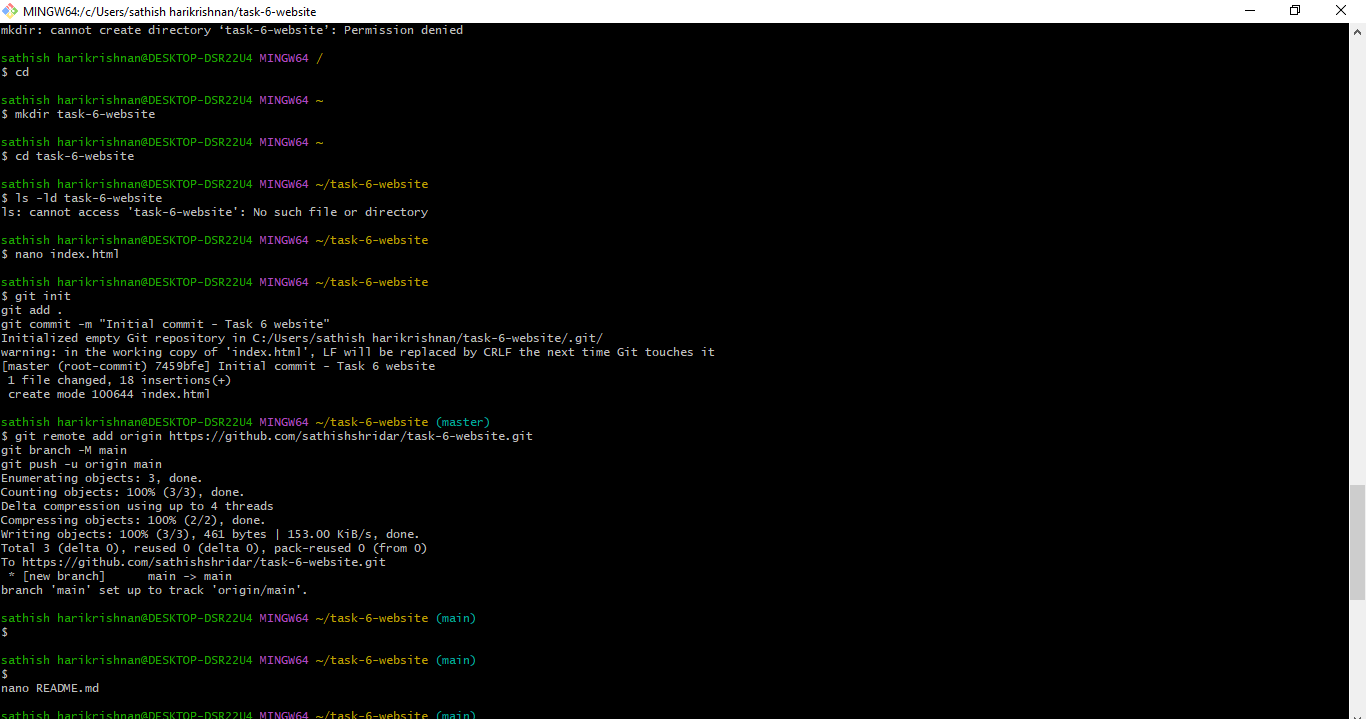 MINGW64:/c/Users/sathish harikrishnan/task-6-website
mkdir: cannot create directory ‘task-6-website’: Permission denied
sathish harikrishnan@DESKTOP-DSR22U4 MINGW64 /
$ cd
sathish harikrishnan@DESKTOP-DSR22U4 MINGW64 ~
$ mkdir task-6-website
sathish harikrishnan@DESKTOP-DSR22U4 MINGW64 ~
$ cd task-6-website
sathish harikrishnan@DESKTOP-DSR22U4 MINGW64 ~/task-6-website
$ ls -ld task-6-website
ls: cannot access 'task-6-website': No such file or directory
sathish harikrishnan@DESKTOP-DSR22U4 MINGW64 ~/task-6-website
$ nano index.html
sathish harikrishnan@DESKTOP-DSR22U4 MINGW64 ~/task-6-website
$ git init
git add .
git commit -m "Initial commit - Task 6 website"
Initialized empty Git repository in C:/Users/sathish harikrishnan/task-6-website/.git/
warning: in the working copy of 'index.html', LF will be replaced by CRLF the next time Git touches it
[master (root-commit) 7459bfe] Initial commit - Task 6 website
1 file changed, 18 insertions(+)
create mode 100644 index.html
sathish harikrishnan@DESKTOP-DSR22U4 MINGW64 ~/task-6-website (master)
$ git remote add origin https://github.com/sathishshridar/task-6-website.git
git branch -M main
git push -u origin main
Enumerating objects: 3, done.
Counting objects: 100% (3/3), done.
Delta compression using up to 4 threads
Compressing objects: 100% (2/2), done.
Writing objects: 100% (3/3), 461 bytes | 153.00 KiB/s, done.
Total 3 (delta 0), reused 0 (delta 0), pack-reused 0 (from 0)
To https://github.com/sathishshridar/task-6-website.git
* [new branch]      main -> main
branch 'main' set up to track 'origin/main'.
sathish harikrishnan@DESKTOP-DSR22U4 MINGW64 ~/task-6-website (main)
$
sathish harikrishnan@DESKTOP-DSR22U4 MINGW64 ~/task-6-website (main)
$
nano README.md
sathish harikrishnan@DESKTOP-DSR22U4 MINGW64 ~/task-6-website (main)